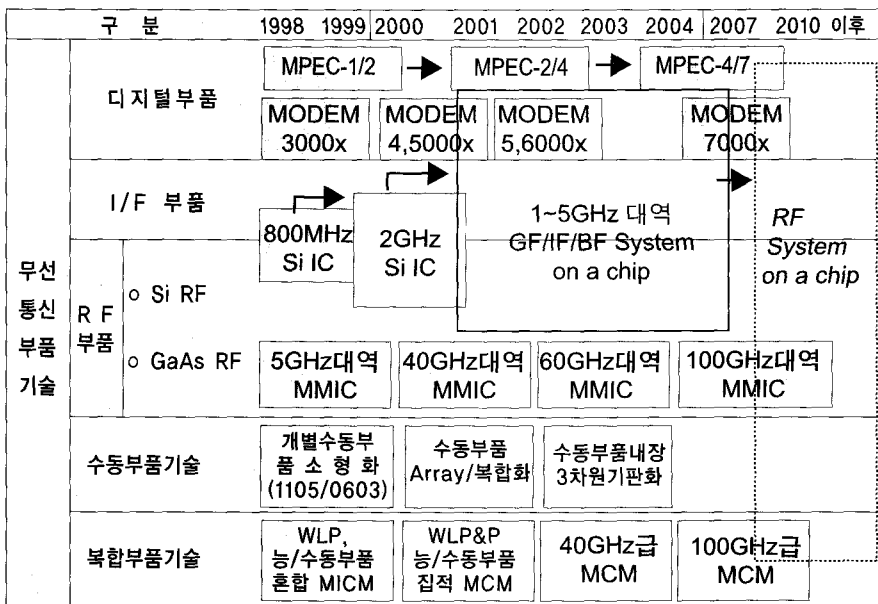 구 분 1998 1999 2000 2001 2002 2003 2004 2007 2010 이후
MPEC-1/2 MPEC-2/4 MPEC-4/7
디지털부품
MODEM MODEM MODEM MODEM
3000x 4,5000x 5,6000x 7000x
I/F 부품
800MHz
Si IC
2GHz
Si IC
1~5GHz 대역
GF/IF/BF System
on a chip
RF
System
on a chip
무선
통신
부품
기술
R F
부품
o Si RF
o GaAs RF
5GHz대역
MMIC
40GHz대역
MMIC
60GHz대역
MMIC
100GHz대역
MMIC
수동부품기술
개별수동부
품 소 형 화
(1105/0603)
수동부품
Array/복합화
수동부품내장
3차원기판화
복합부품기술
WLP,
능/수동부품
혼합 MICM
WLP&P
능/수동부품
집적 MCM
40GHz급
MCM
100GHz급
MCM